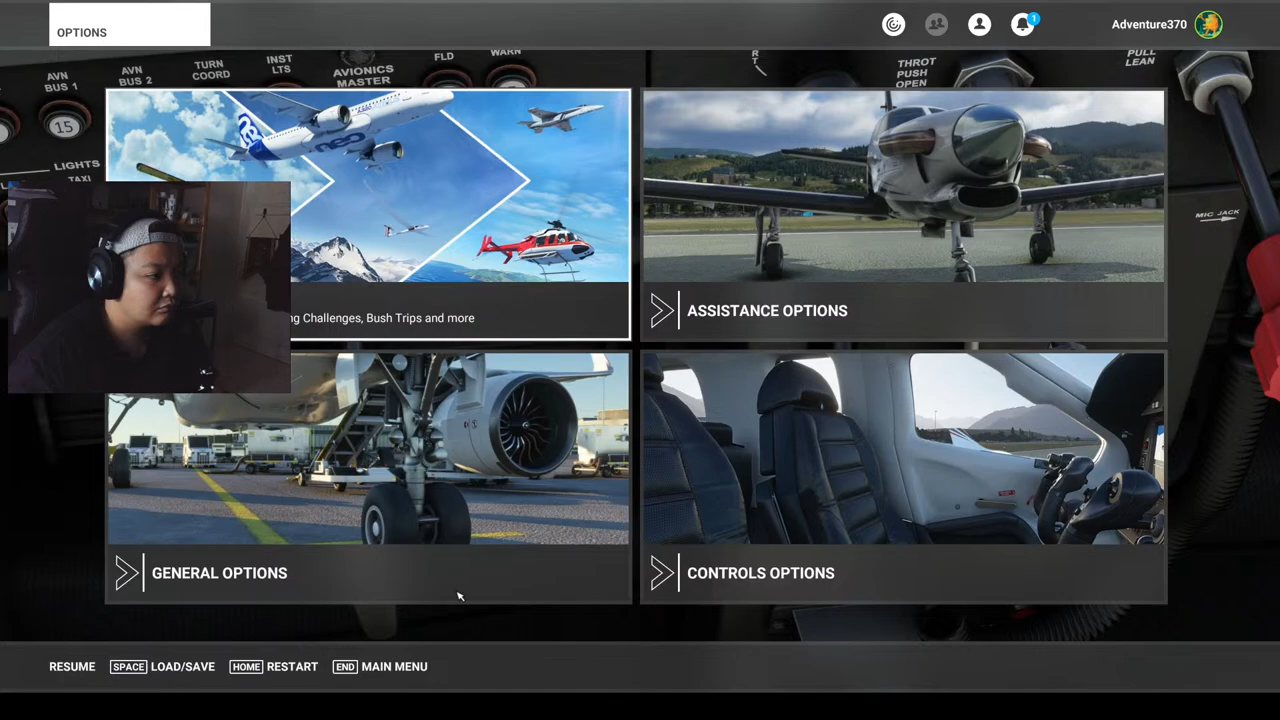 OPTIONS
1
Adventure370
AVN
BUS 1
AVN
BUS 2
TURN
COORD
INST
LTS
AVIONICS
MASTER
FLD
WARN
THROT
PUSH
OPEN
PULL
LEAN
15
LIGHTS
TAXI
MIC JACK
neo
ng Challenges, Bush Trips and more
ASSISTANCE OPTIONS
GENERAL OPTIONS
CONTROLS OPTIONS
RESUME
SPACE LOAD/SAVE
HOME RESTART
END MAIN MENU